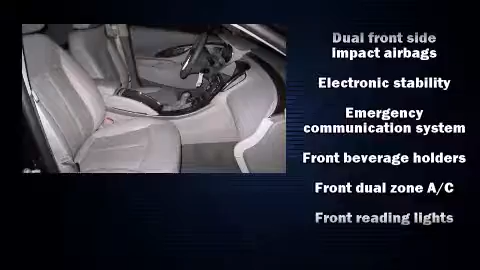 Dual front side
Impact airbags
Electronic stability
Emergency
communication system
Front beverage holders
Front dual zone A/C
Front reading lights